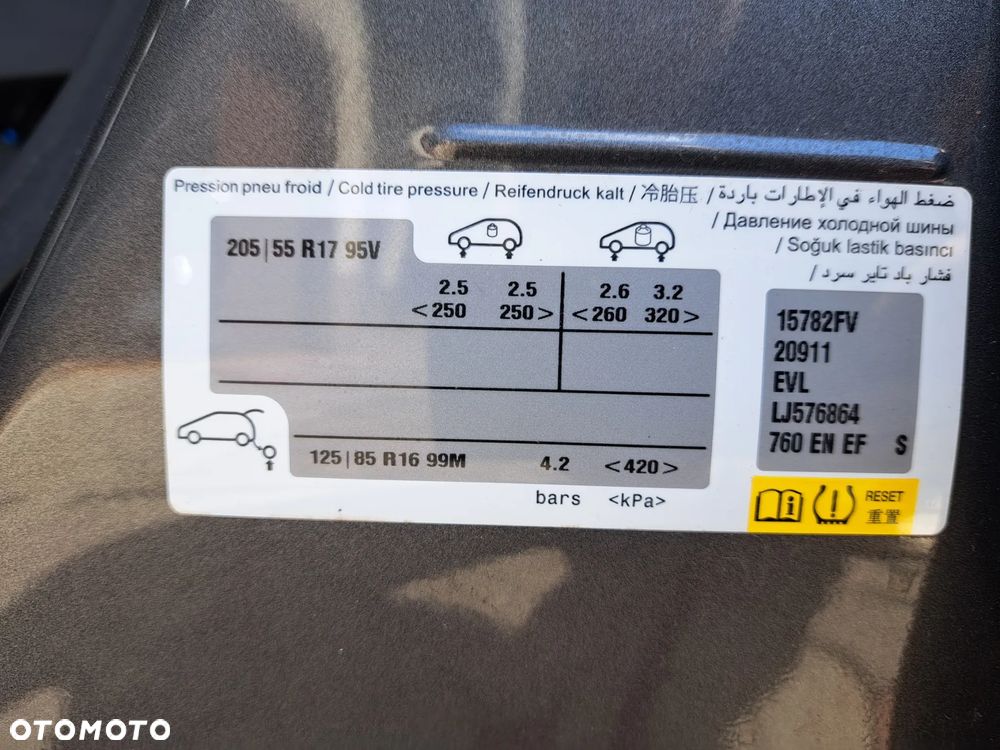 Pression pneu froid / Cold tire pressure / Reifendruck kalt / 冷胎压 / ضغط الهواء في الإطارات باردة
/ Давление холодной шины
/ Soğuk lastik basıncı
/ فشار باد تایر سرد
205 | 55 R17 95V
2.5 2.5 2.6 3.2
<250 250> <260 320>
125 | 85 R16 99M 4.2 <420>
bars <kPa>
15782FV
20911
EVL
LJ576864
760 EN EF S
RESET
重置
OTOMOTO